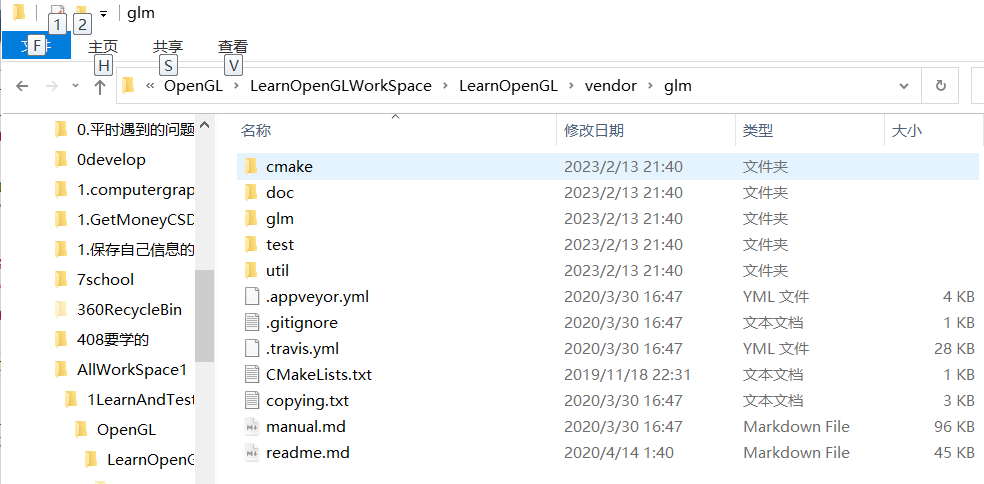 glm
1 2
文件 主页 共享 查看
F H S V
« OpenGL › LearnOpenGLWorkSpace › LearnOpenGL › vendor › glm
名称 修改日期 类型 大小
0.平时遇到的问题
0develop
1.computergrap
1.GetMoneyCSD
1.保存自己信息的
7school
360RecycleBin
408要学的
AllWorkSpace1
1LearnAndTest
OpenGL
LearnOpenG
cmake 2023/2/13 21:40 文件夹
doc 2023/2/13 21:40 文件夹
glm 2023/2/13 21:40 文件夹
test 2023/2/13 21:40 文件夹
util 2023/2/13 21:40 文件夹
.appveyor.yml 2020/3/30 16:47 YML 文件 4 KB
.gitignore 2020/3/30 16:47 文本文档 1 KB
.travis.yml 2020/3/30 16:47 YML 文件 28 KB
CMakeLists.txt 2019/11/18 22:31 文本文档 1 KB
copying.txt 2020/3/30 16:47 文本文档 3 KB
manual.md 2020/3/30 16:47 Markdown File 96 KB
readme.md 2020/4/14 1:40 Markdown File 45 KB